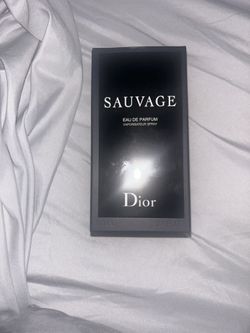 SAUVAGE
EAU DE PARFUM
VAPORISATEUR SPRAY
Dior